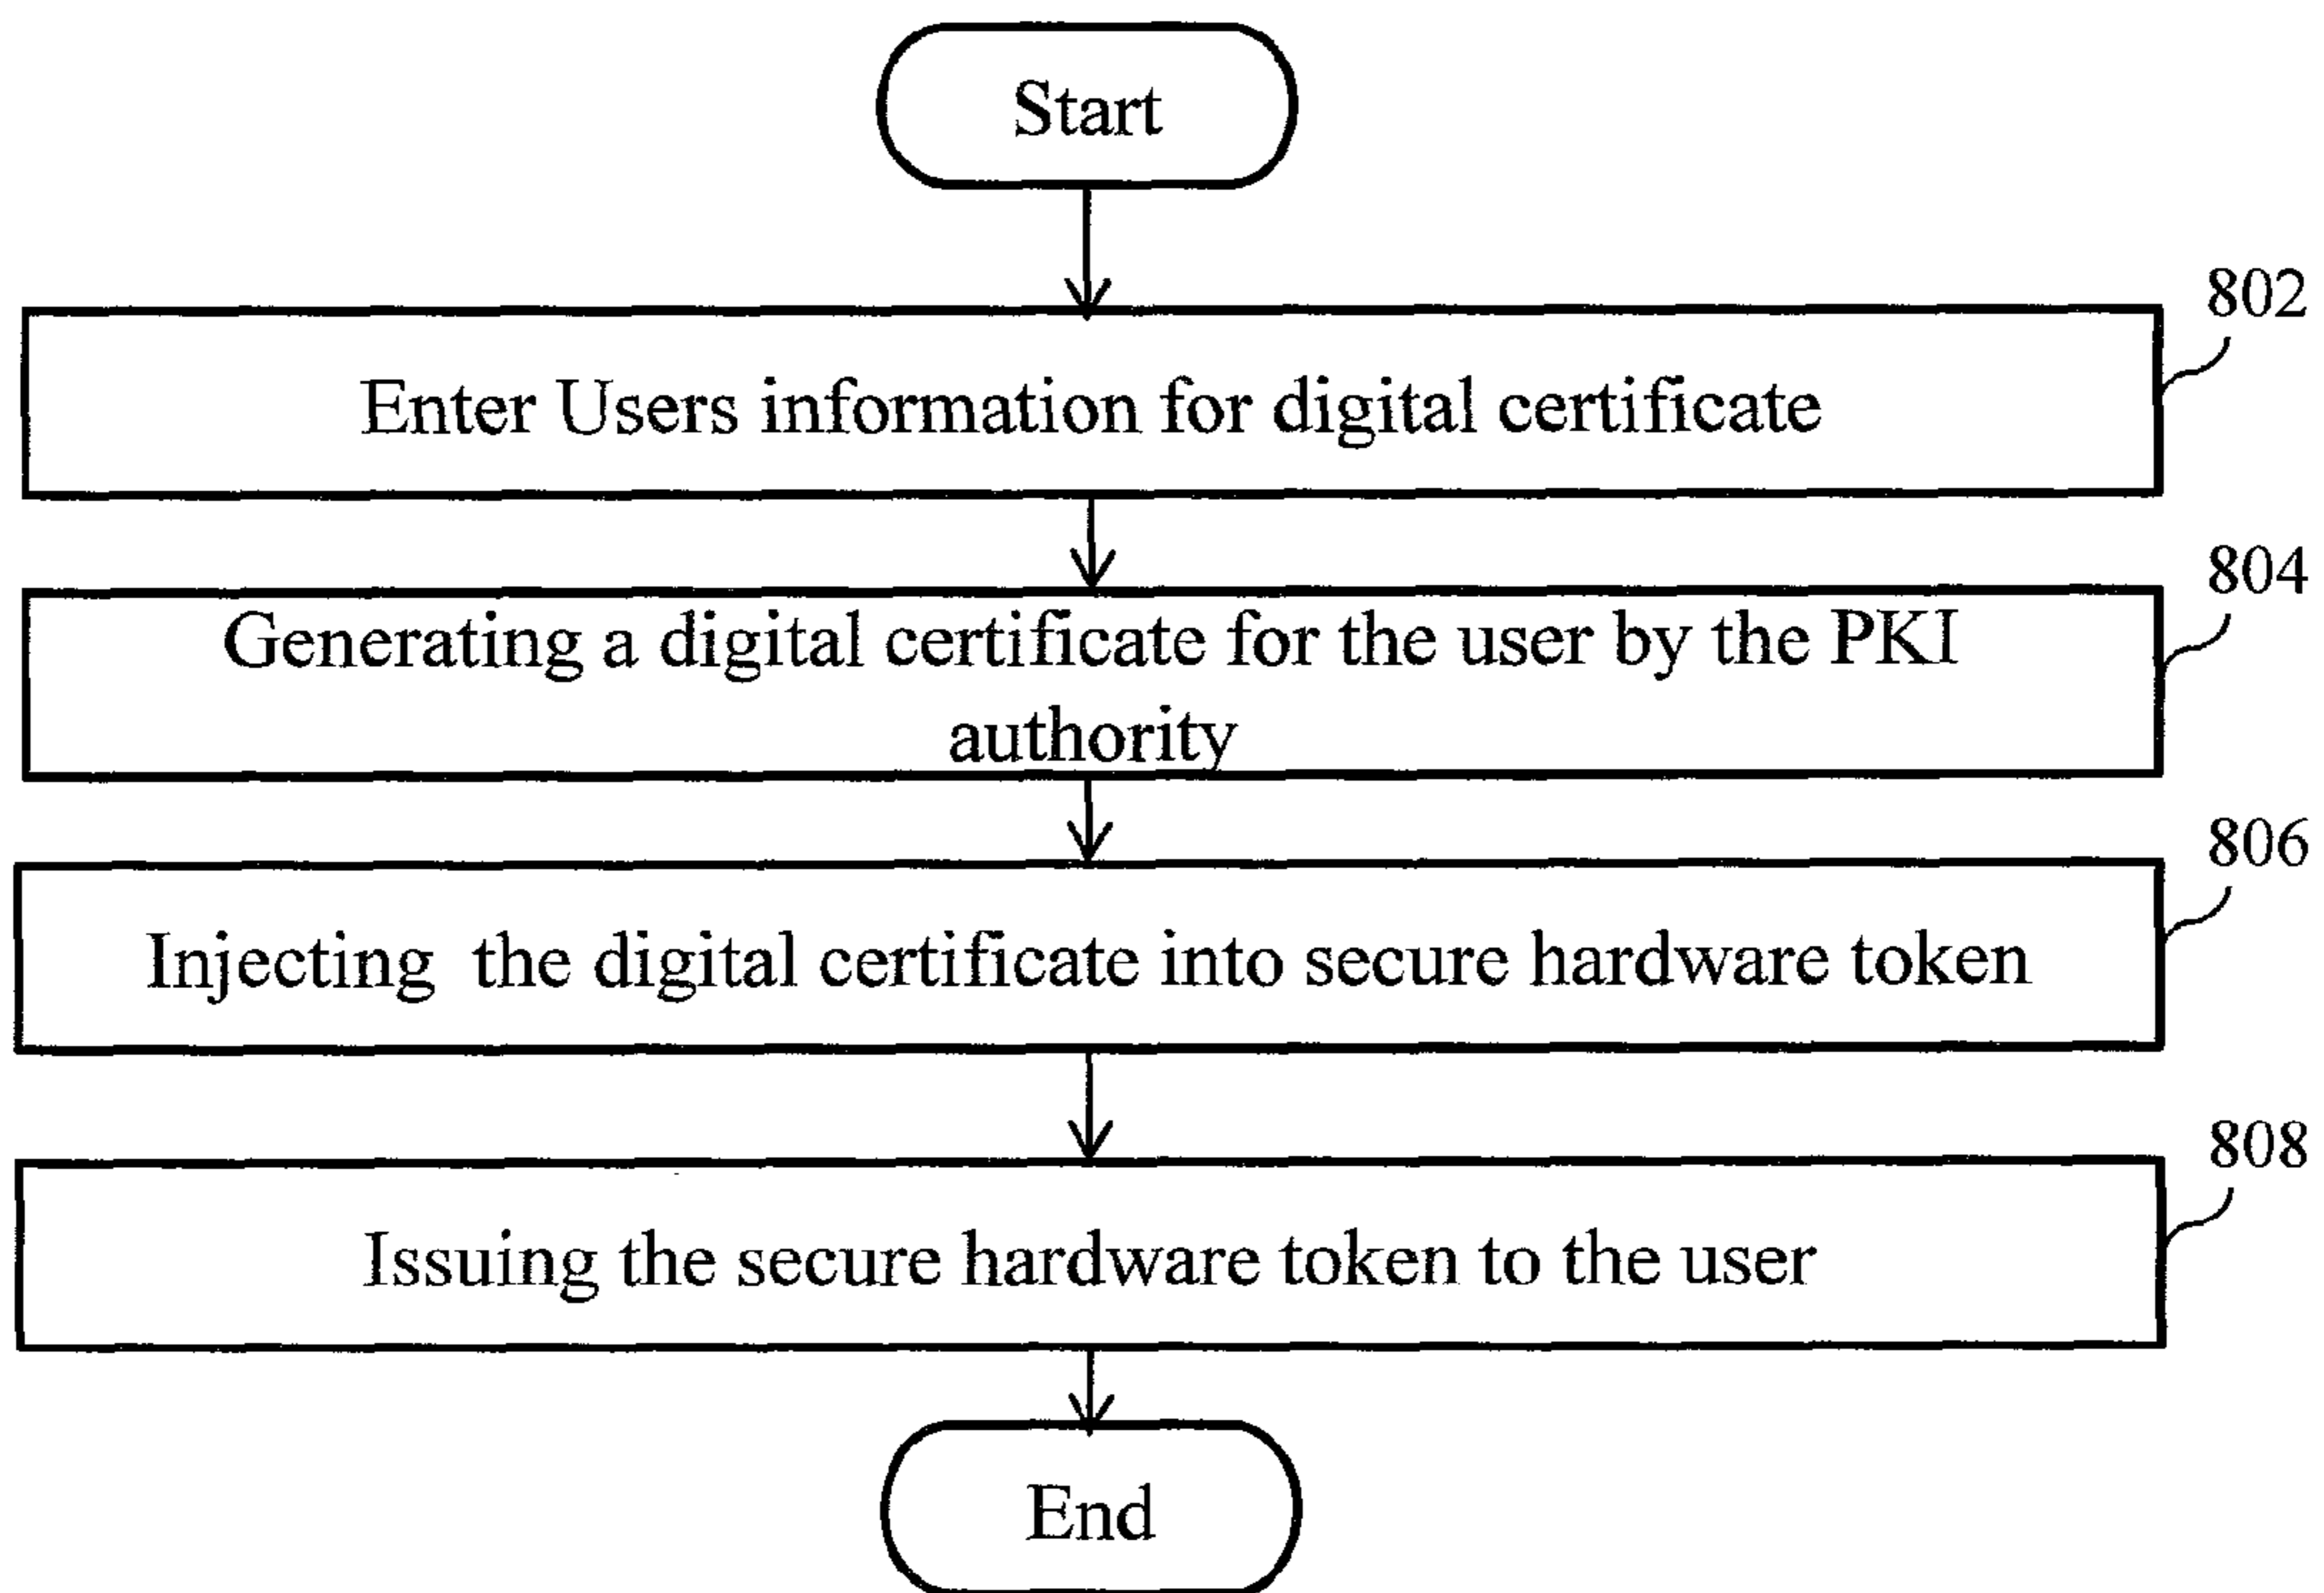 Start
802
Enter Users information for digital certificate
804
Generating a digital certificate for the user by the PKI
authority
806
Injecting the digital certificate into secure hardware token
808
Issuing the secure hardware token to the user
End